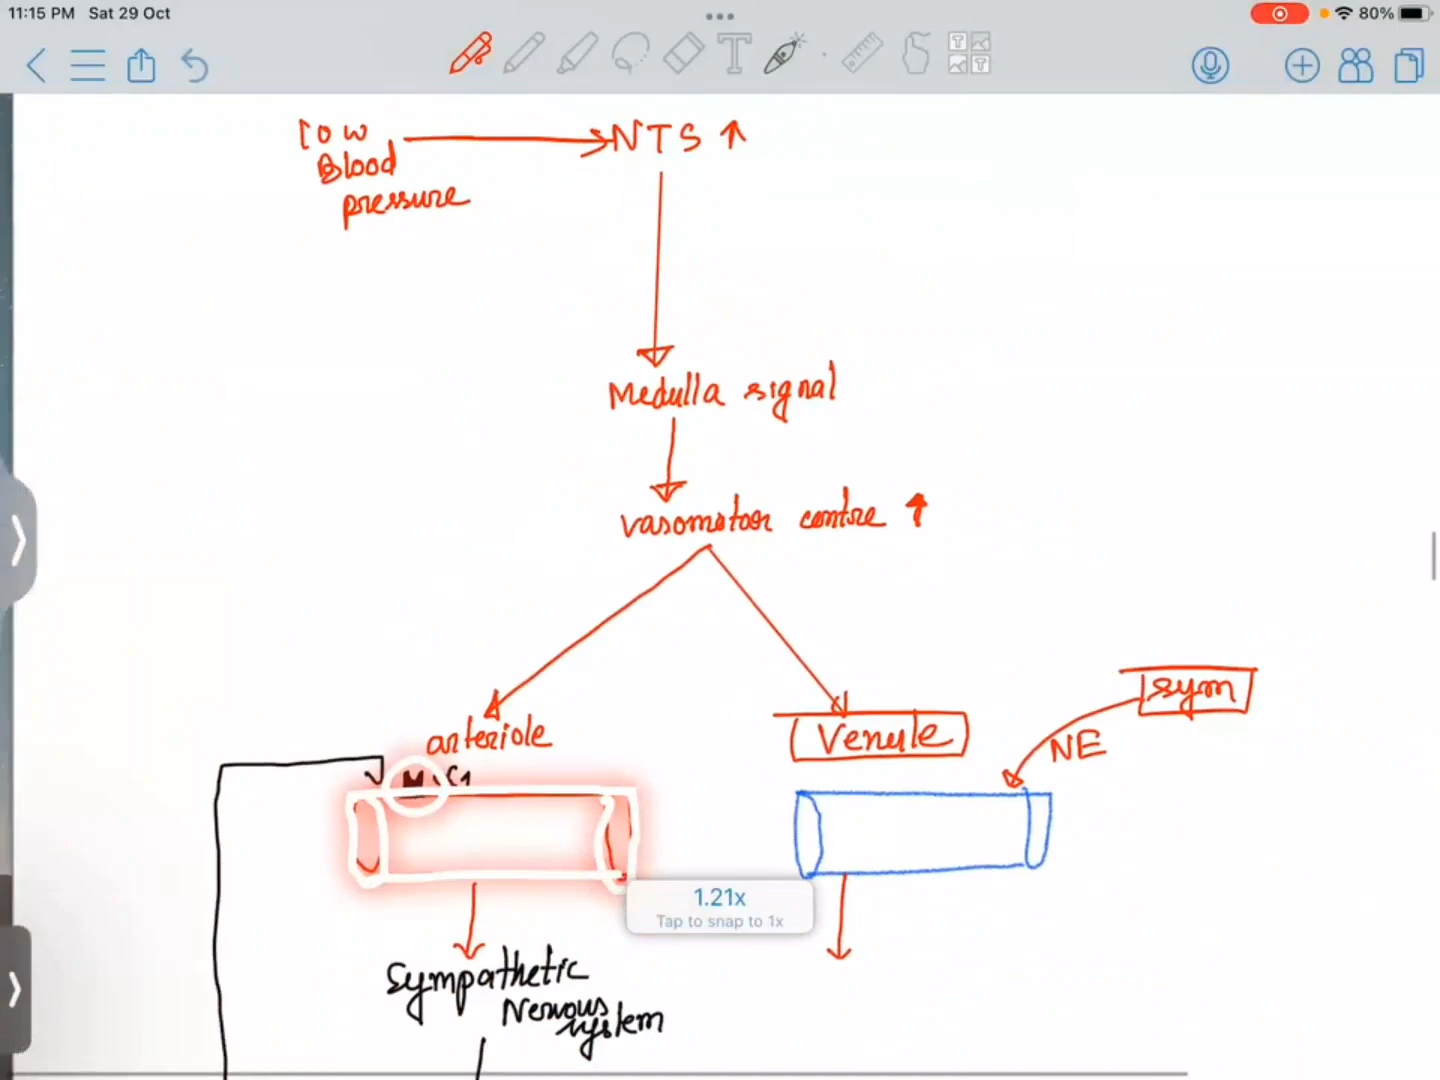 11:15 PM Sat 29 Oct
80%
low
Blood
pressure
NTS ↑
Medulla signal
vasomotor centre ↑
sym
NE
arteriole
Venule
1.21x
Tap to snap to 1x
Sympathetic
Nervous
system